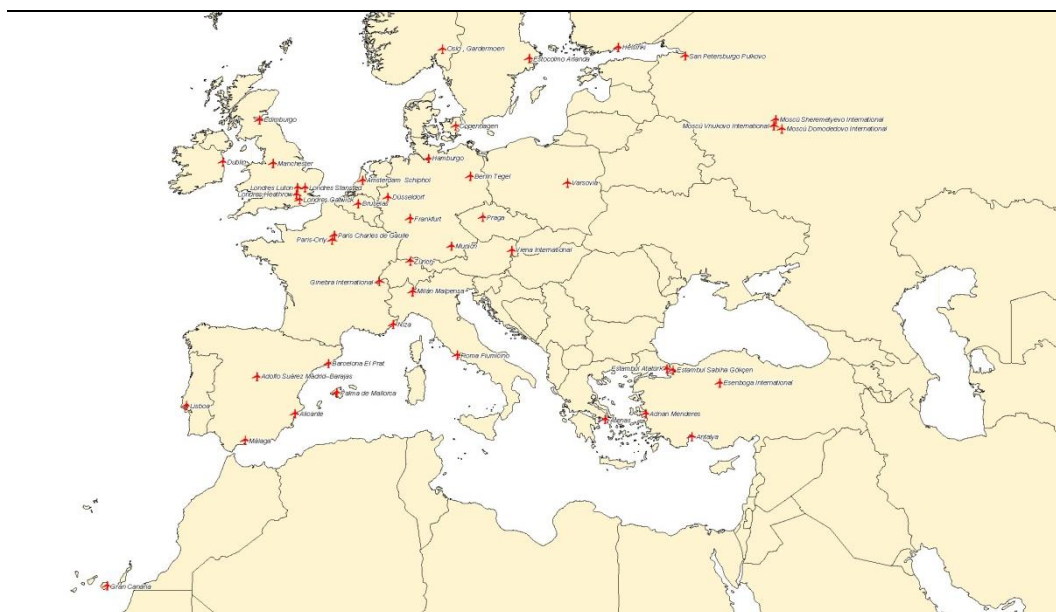 Oslo , Gardermoen
Helsinki
Estocolmo Arlanda
San Petersburgo Pulkovo
Edimburgo
Copenhagen
Moscú Sheremetyevo International
Moscú Vnukovo International
Moscú Domodedovo International
Hamburgo
Dublin
Manchester
Berlín Tegel
Amsterdam Schiphol
Varsovia
Londres Luton
Londres Stansted
Londres Heathrow
Londres Gatwick
Düsseldorf
Bruselas
Frankfurt
Praga
París Charles de Gaulle
París-Orly
Munich
Viena International
Zúrich
Ginebra International
Milán Malpensa
Niza
Roma Fiumicino
Barcelona El Prat
Estambul Ataturk
Estambul Sabiha Gökçen
Adolfo Suárez Madrid-Barajas
Esenboga International
Palma de Mallorca
Lisboa
Alicante
Atenas
Adnan Menderes
Málaga
Antalya
Gran Canaria